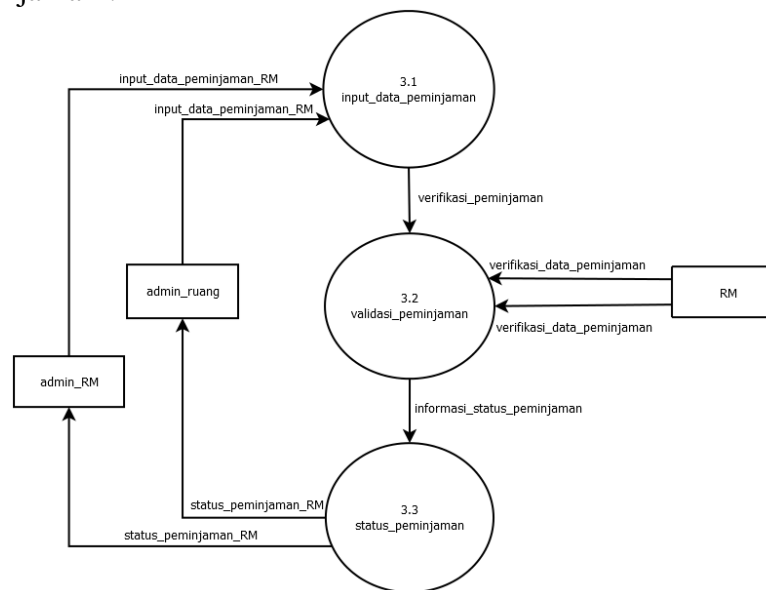 3.1
input_data_peminjaman
input_data_peminjaman_RM
input_data_peminjaman_RM
verifikasi_peminjaman
admin_ruang
3.2
validasi_peminjaman
verifikasi_data_peminjaman
RM
verifikasi_data_peminjaman
admin_RM
informasi_status_peminjaman
3.3
status_peminjaman
status_peminjaman_RM
status_peminjaman_RM